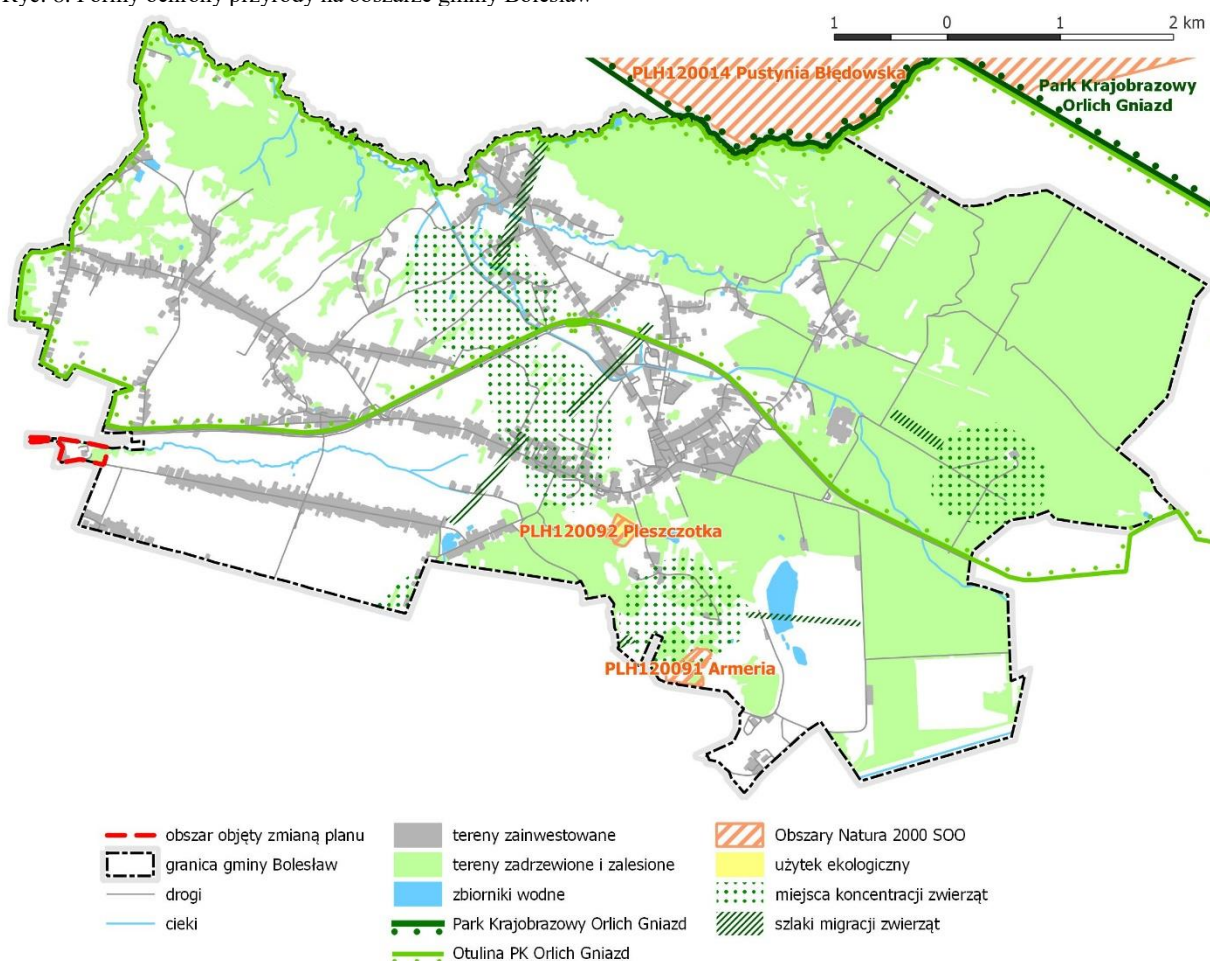 Ryc. 8. Formy ochrony przyrody na obszarze gminy Bolesław
1 0 1 2 km
PLH120014 Pustynia Błędowska
Park Krajobrazowy
Orlich Gniazd
PLH120092 Pleszczotka
PLH120091 Armeria
obszar objęty zmianą planu
granica gminy Bolesław
drogi
cieki
tereny zainwestowane
tereny zadrzewione i zalesione
zbiorniki wodne
Park Krajobrazowy Orlich Gniazd
Otulina PK Orlich Gniazd
Obszary Natura 2000 SOO
użytek ekologiczny
miejsca koncentracji zwierząt
szlaki migracji zwierząt